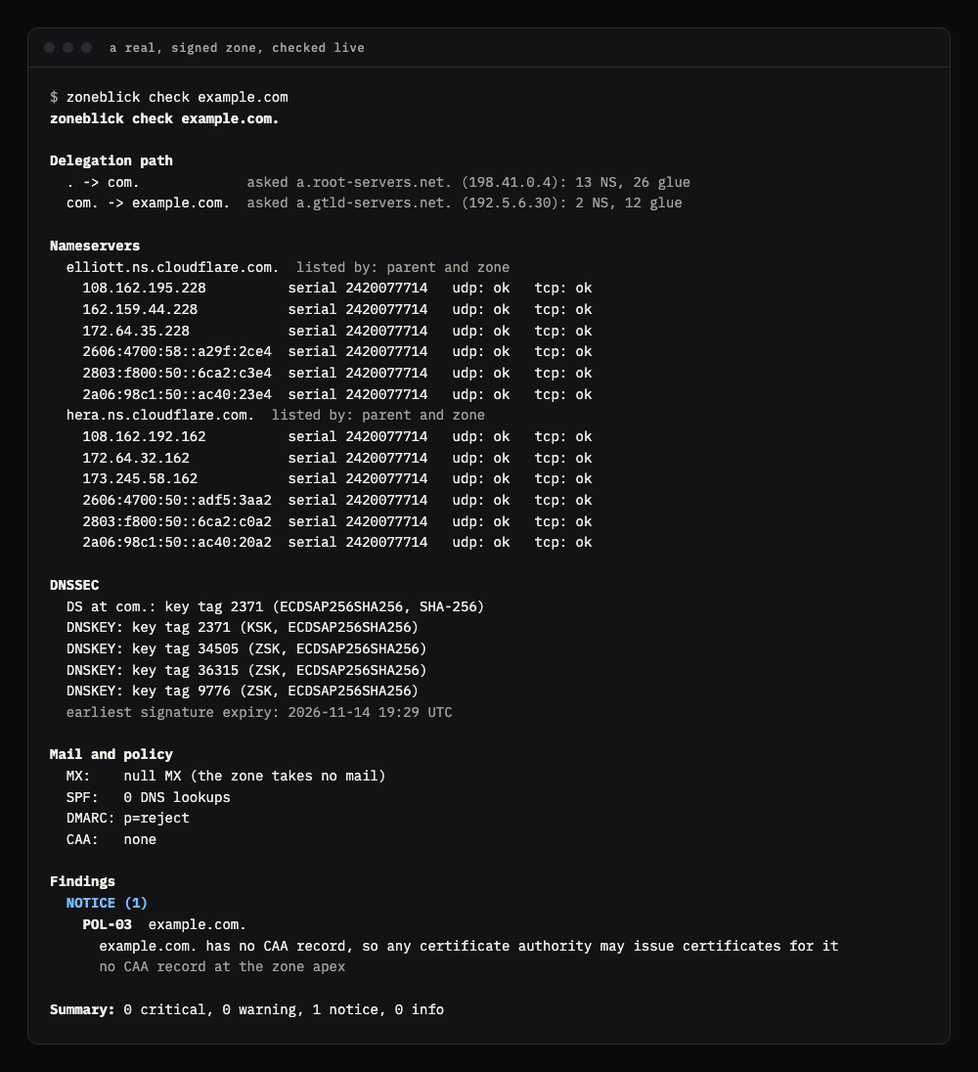 a real, signed zone, checked live
$ zoneblick check example.com
zoneblick check example.com.
Delegation path
. -> com. asked a.root-servers.net. (198.41.0.4): 13 NS, 26 glue
com. -> example.com. asked a.gtld-servers.net. (192.5.6.30): 2 NS, 12 glue
Nameservers
elliott.ns.cloudflare.com. listed by: parent and zone
108.162.195.228 serial 2420077714 udp: ok tcp: ok
162.159.44.228 serial 2420077714 udp: ok tcp: ok
172.64.35.228 serial 2420077714 udp: ok tcp: ok
2606:4700:58::a29f:2ce4 serial 2420077714 udp: ok tcp: ok
2803:f800:50::6ca2:c3e4 serial 2420077714 udp: ok tcp: ok
2a06:98c1:50::ac40:23e4 serial 2420077714 udp: ok tcp: ok
hera.ns.cloudflare.com. listed by: parent and zone
108.162.192.162 serial 2420077714 udp: ok tcp: ok
172.64.32.162 serial 2420077714 udp: ok tcp: ok
173.245.58.162 serial 2420077714 udp: ok tcp: ok
2606:4700:50::adf5:3aa2 serial 2420077714 udp: ok tcp: ok
2803:f800:50::6ca2:c0a2 serial 2420077714 udp: ok tcp: ok
2a06:98c1:50::ac40:20a2 serial 2420077714 udp: ok tcp: ok
DNSSEC
DS at com.: key tag 2371 (ECDSAP256SHA256, SHA-256)
DNSKEY: key tag 2371 (KSK, ECDSAP256SHA256)
DNSKEY: key tag 34505 (ZSK, ECDSAP256SHA256)
DNSKEY: key tag 36315 (ZSK, ECDSAP256SHA256)
DNSKEY: key tag 9776 (ZSK, ECDSAP256SHA256)
earliest signature expiry: 2026-11-14 19:29 UTC
Mail and policy
MX: null MX (the zone takes no mail)
SPF: 0 DNS lookups
DMARC: p=reject
CAA: none
Findings
NOTICE (1)
POL-03 example.com.
example.com. has no CAA record, so any certificate authority may issue certificates for it
no CAA record at the zone apex
Summary: 0 critical, 0 warning, 1 notice, 0 info